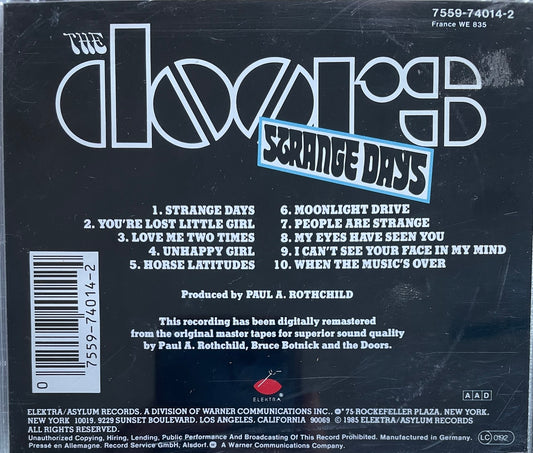 7559-74014-2
France WE 835
THE
doors
STRANGE DAYS
1. STRANGE DAYS
2. YOU'RE LOST LITTLE GIRL
3. LOVE ME TWO TIMES
4. UNHAPPY GIRL
5. HORSE LATITUDES
6. MOONLIGHT DRIVE
7. PEOPLE ARE STRANGE
8. MY EYES HAVE SEEN YOU
9. I CAN'T SEE YOUR FACE IN MY MIND
10. WHEN THE MUSIC'S OVER
Produced by PAUL A. ROTHCHILD
This recording has been digitally remastered
from the original master tapes for superior sound quality
by Paul A. Rothchild, Bruce Botnick and the Doors.
0
7559-74014-2
ELEKTRA
AAD
ELEKTRA/ASYLUM RECORDS. A DIVISION OF WARNER COMMUNICATIONS INC., 75 ROCKEFELLER PLAZA. NEW YORK.
NEW YORK 10019. 9229 SUNSET BOULEVARD. LOS ANGELES, CALIFORNIA 90069 © 1985 ELEKTRA/ASYLUM RECORDS
ALL RIGHTS RESERVED.
Unauthorized Copying, Hiring, Lending, Public Performance And Broadcasting Of This Record Prohibited. Manufactured in Germany.
Pressé en Allemagne. Record Service GmbH, Alsdorf. A Warner Communications Company.
LC 0192